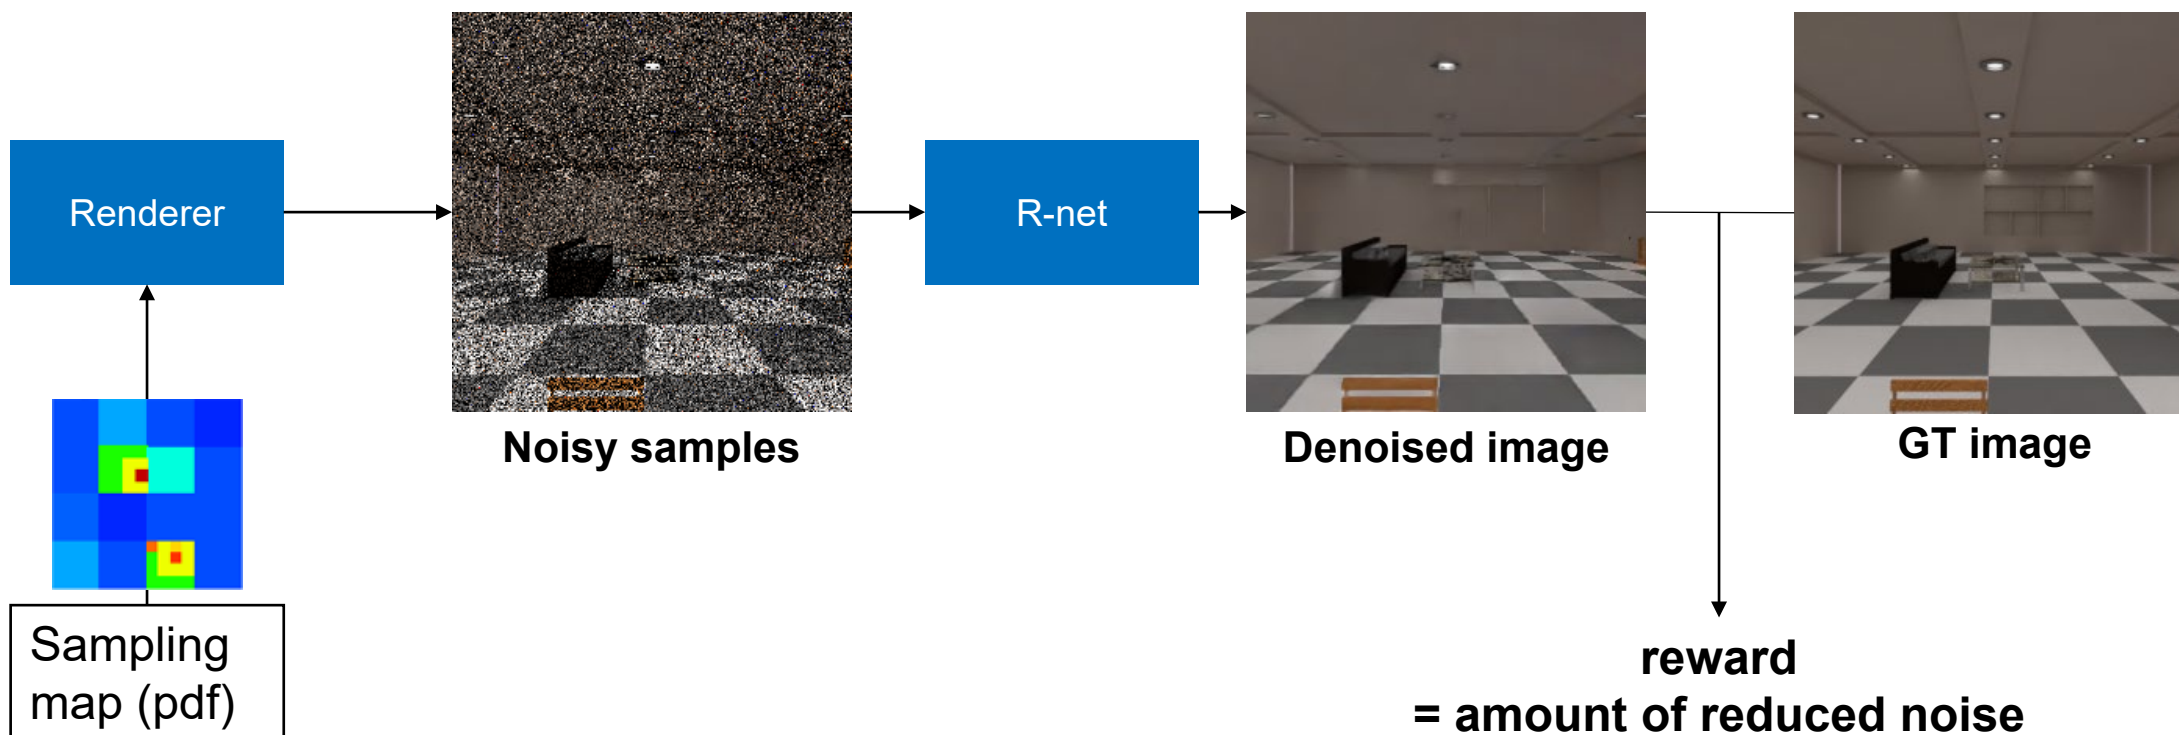 Renderer
R-net
Noisy samples
Denoised image
GT image
Sampling
map (pdf)
reward
= amount of reduced noise